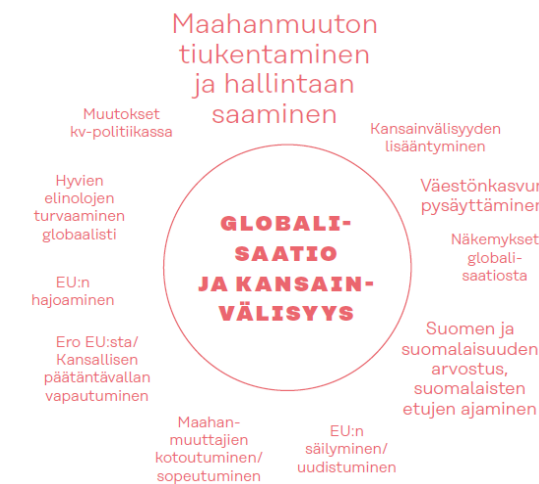 Maahanmuuton
tiukentaminen
ja hallintaan
saaminen
Muutokset
kv-politiikassa
Kansainvälisyyden
lisääntyminen
Hyvien
elinolojen
turvaaminen
globaalisti
Väestönkasvun
pysäyttäminen
GLOBALI-
SAATIO
JA KANSAIN-
VÄLISYYS
Näkemykset
globali-
saatiosta
EU:n
hajoaminen
Ero EU:sta/
Kansallisen
päätäntävallan
vapautuminen
Suomen ja
suomalaisuuden
arvostus,
suomalaisten
etujen ajaminen
Maahan-
muuttajien
kotoutuminen/
sopeutuminen
EU:n
säilyminen/
uudistuminen